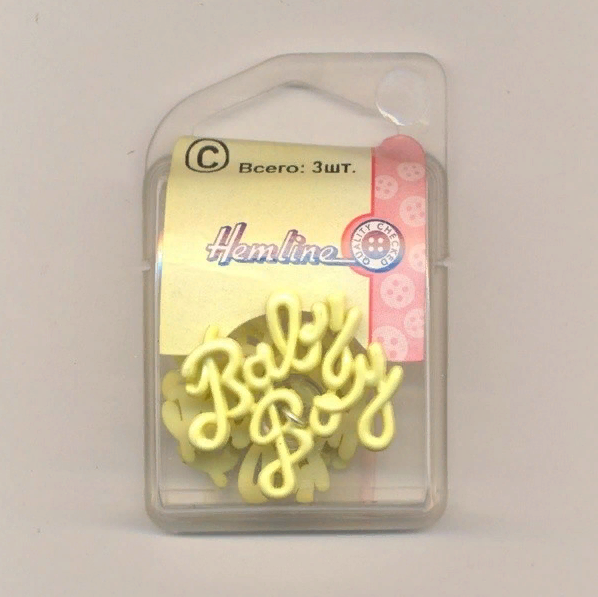 C
Всего: 3шт.
Hemline
QUALITY CHECKED
Baby
Boy